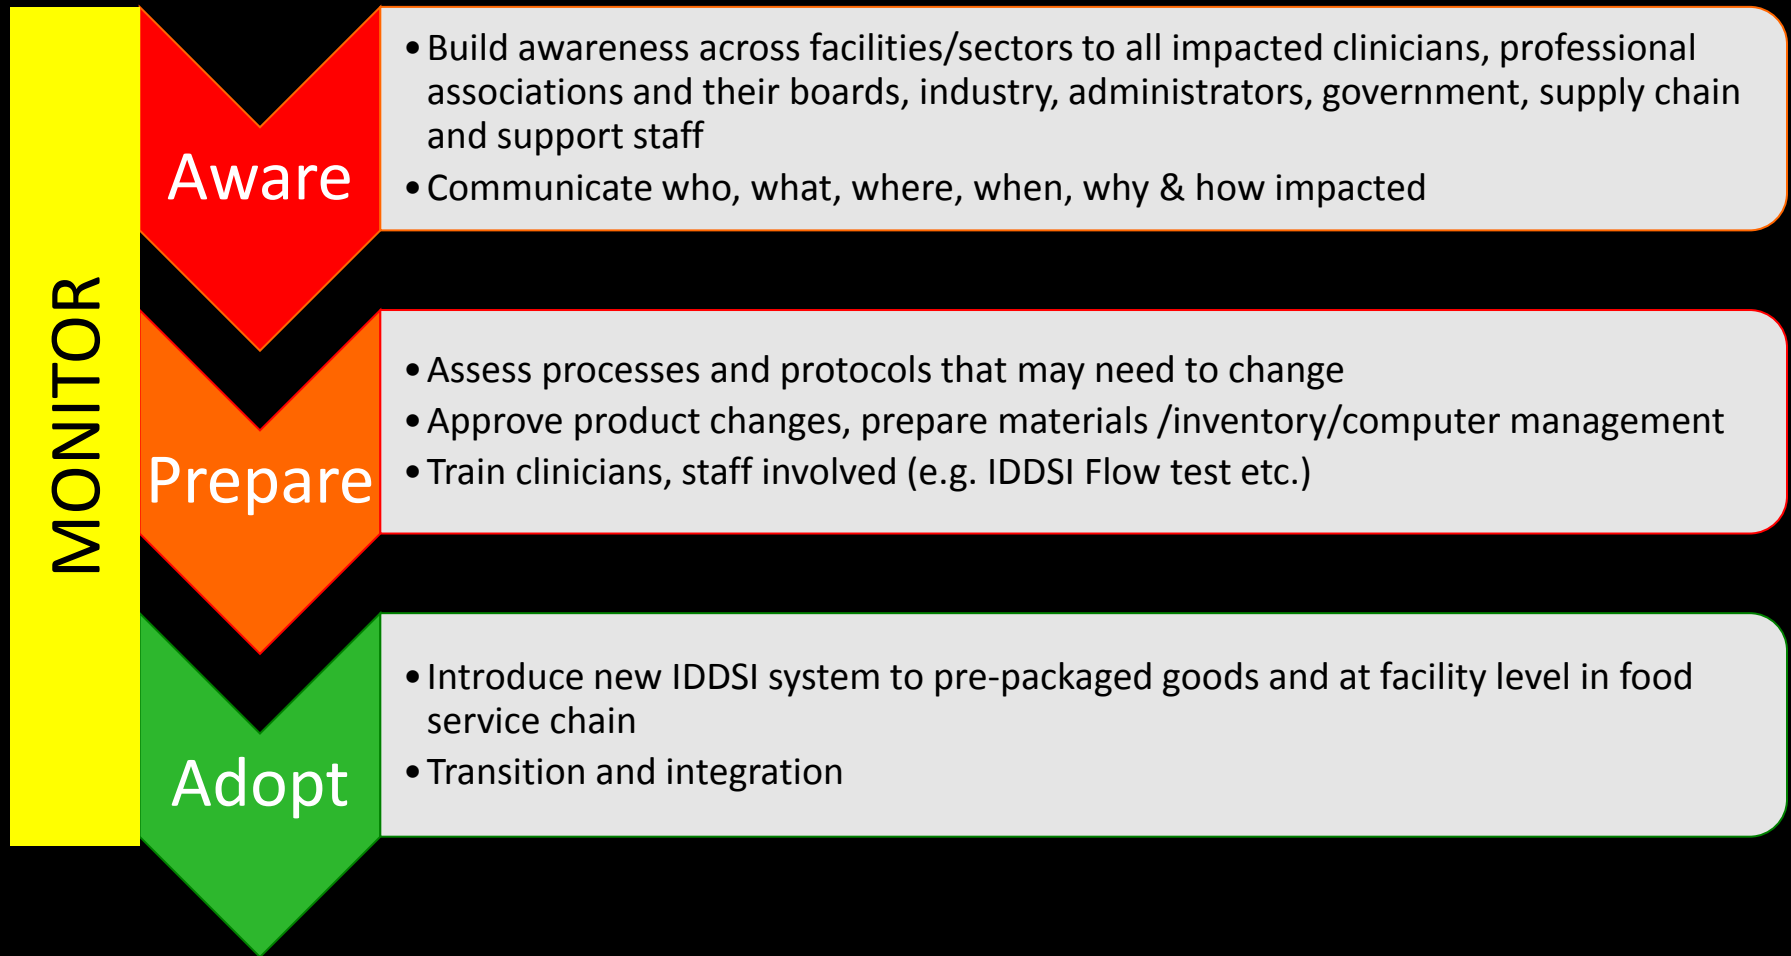 MONITOR
Aware
• Build awareness across facilities/sectors to all impacted clinicians, professional
associations and their boards, industry, administrators, government, supply chain
and support staff
• Communicate who, what, where, when, why & how impacted
Prepare
• Assess processes and protocols that may need to change
• Approve product changes, prepare materials /inventory/computer management
• Train clinicians, staff involved (e.g. IDDSI Flow test etc.)
Adopt
• Introduce new IDDSI system to pre-packaged goods and at facility level in food
service chain
• Transition and integration